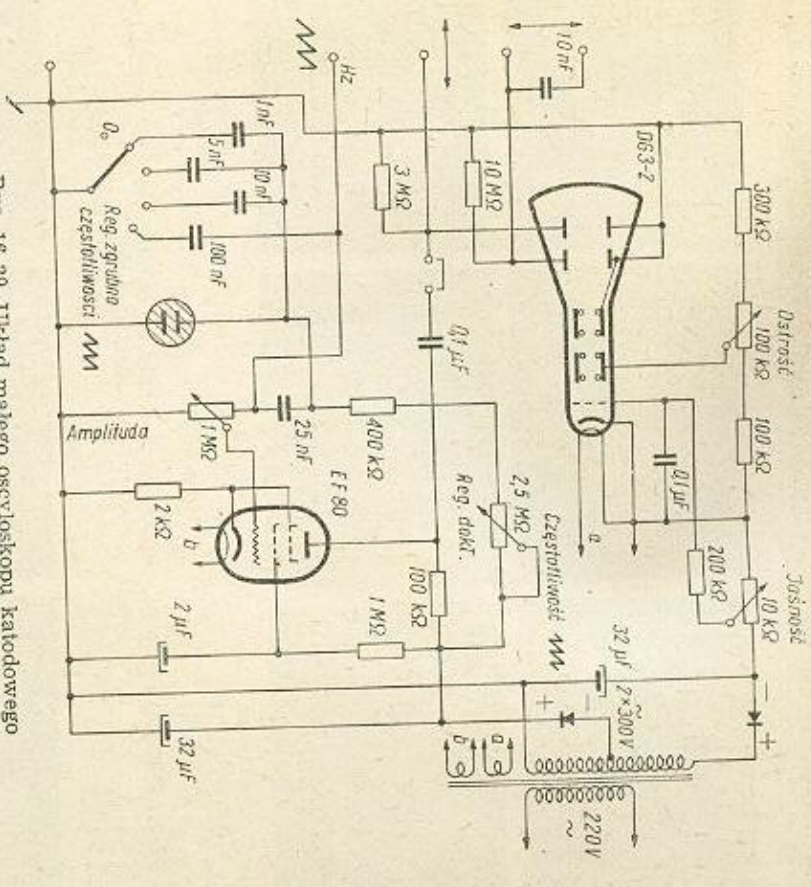 Ostrość
Jasność
300 kΩ
100 kΩ
100 kΩ
10 kΩ
− +
DG3-2
0,1 µF
200 kΩ
a
10 nF
10 MΩ
3 MΩ
0,1 µF
2,5 MΩ
Reg. dokł.
Częstotliwość
32 µF
2×300V
~
220V
~
+ −
a
b
Hz
400 kΩ
100 kΩ
25 nF
EF 80
1 MΩ
1 MΩ
Amplituda
2 kΩ
b
2 µF
32 µF
1 nF
5 nF
10 nF
100 nF
Reg. zgrubna
częstotliwości
Układ małego oscyloskopu katodowego